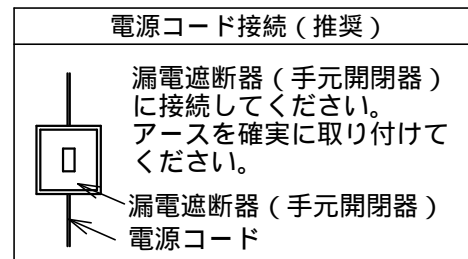 電源コード接続（推奨）
漏電遮断器（手元開閉器）
に接続してください。
アースを確実に取り付けて
ください。
漏電遮断器（手元開閉器）
電源コード